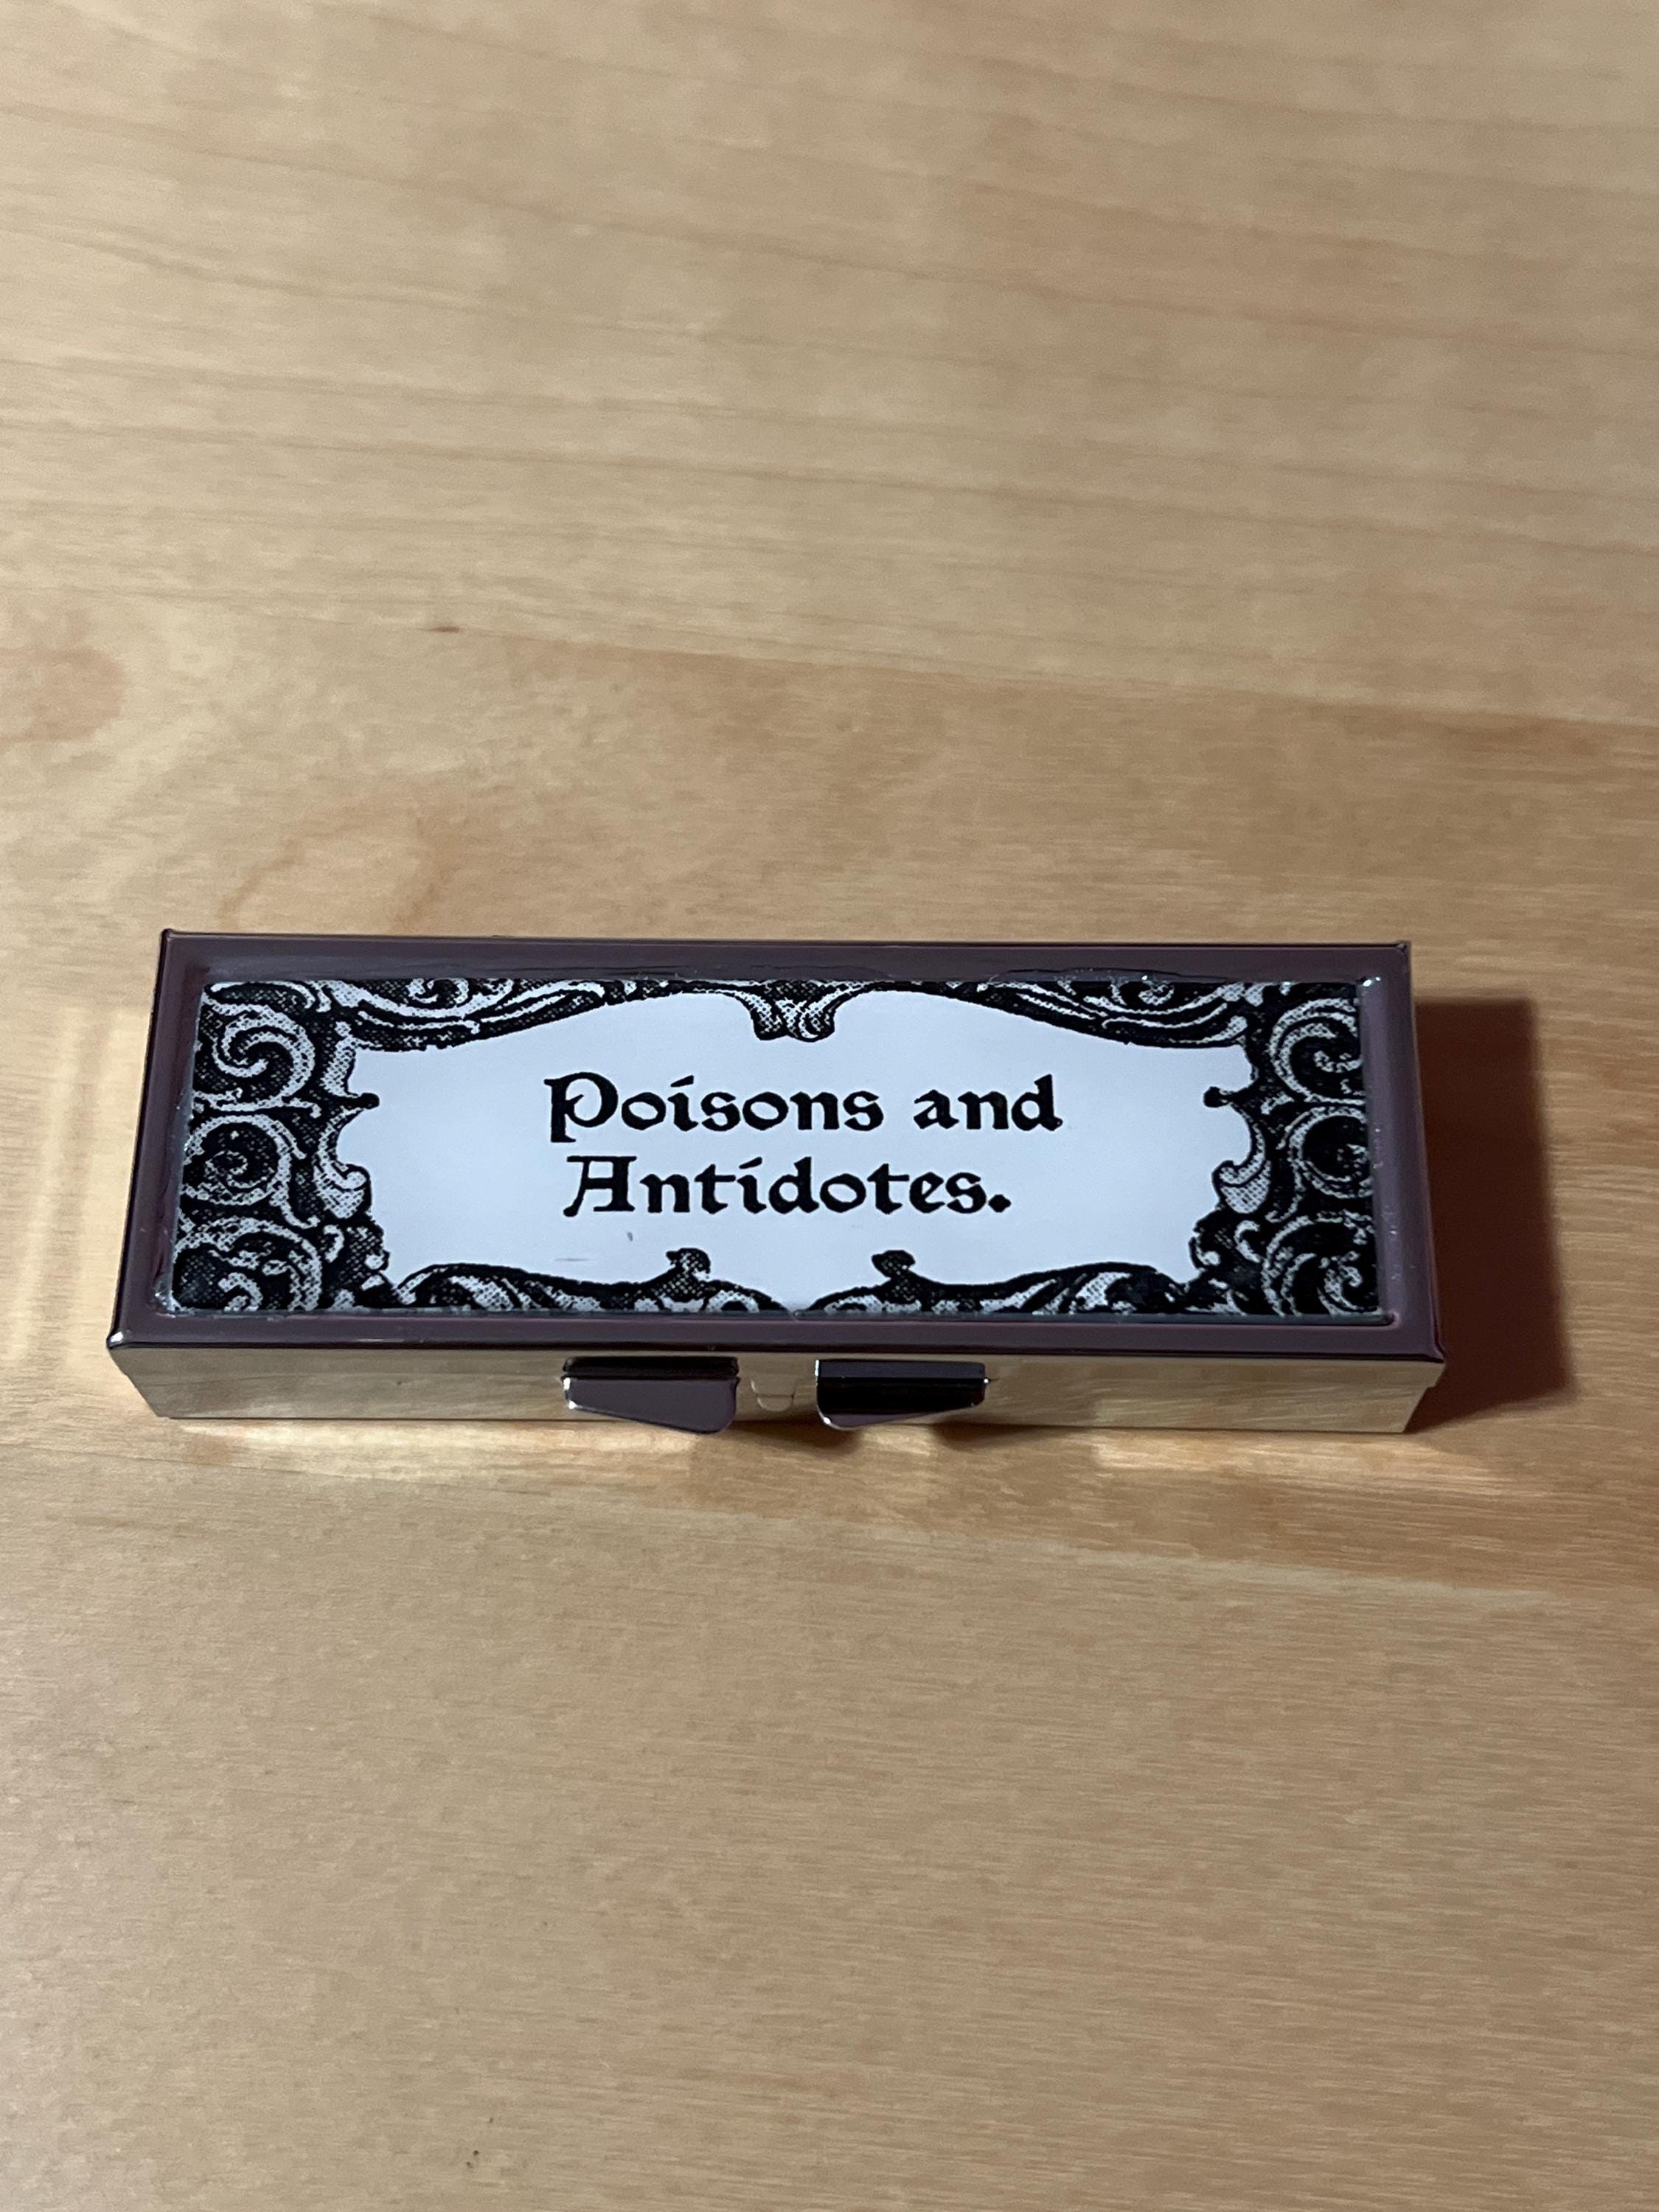 Poisons and
Antidotes.